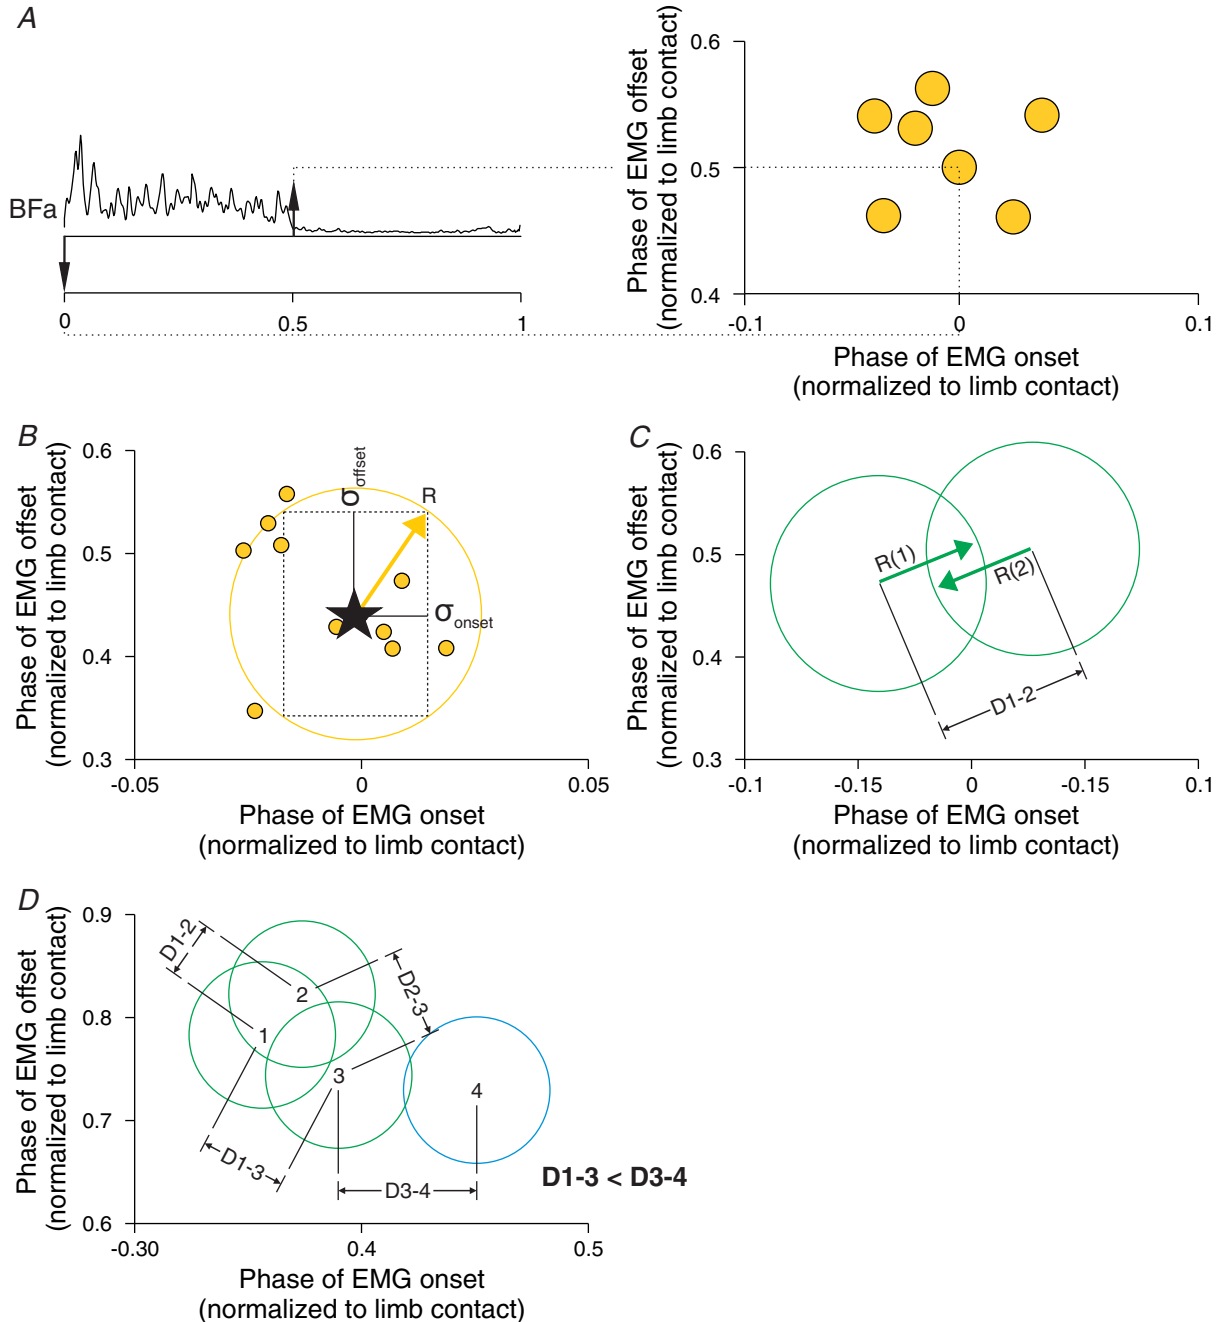 A
BFa
0
0.5
1
Phase of EMG offset
(normalized to limb contact)
0.6
0.5
0.4
-0.1
0
0.1
Phase of EMG onset
(normalized to limb contact)
B
Phase of EMG offset
(normalized to limb contact)
0.6
0.5
0.4
0.3
σoffset
R
σonset
-0.05
0
0.05
Phase of EMG onset
(normalized to limb contact)
C
Phase of EMG offset
(normalized to limb contact)
0.6
0.5
0.4
0.3
R(1)
R(2)
D1-2
-0.1
-0.15
0
-0.15
0.1
Phase of EMG onset
(normalized to limb contact)
D
Phase of EMG offset
(normalized to limb contact)
0.9
0.8
0.7
0.6
D1-2
2
D2-3
1
3
4
D1-3
D3-4
D1-3 < D3-4
-0.30
0.4
0.5
Phase of EMG onset
(normalized to limb contact)